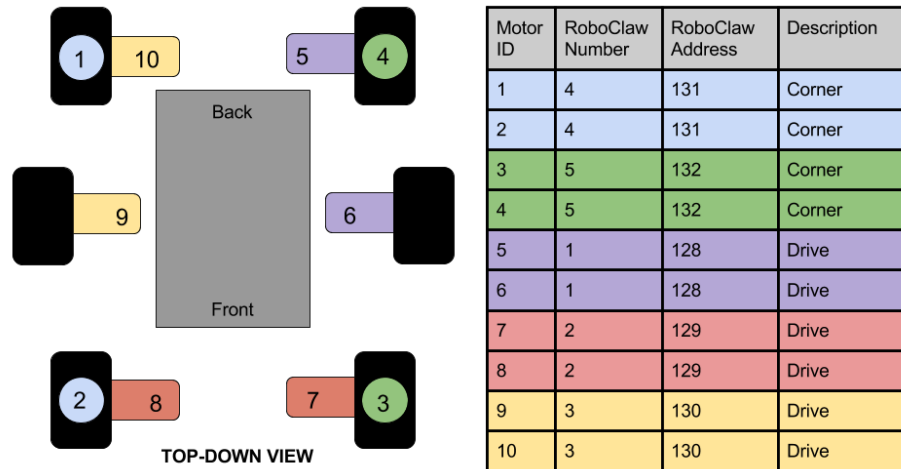 1 10 5 4
Back
9 6
Front
2 8 7 3
TOP-DOWN VIEW
Motor ID RoboClaw Number RoboClaw Address Description
1 4 131 Corner
2 4 131 Corner
3 5 132 Corner
4 5 132 Corner
5 1 128 Drive
6 1 128 Drive
7 2 129 Drive
8 2 129 Drive
9 3 130 Drive
10 3 130 Drive